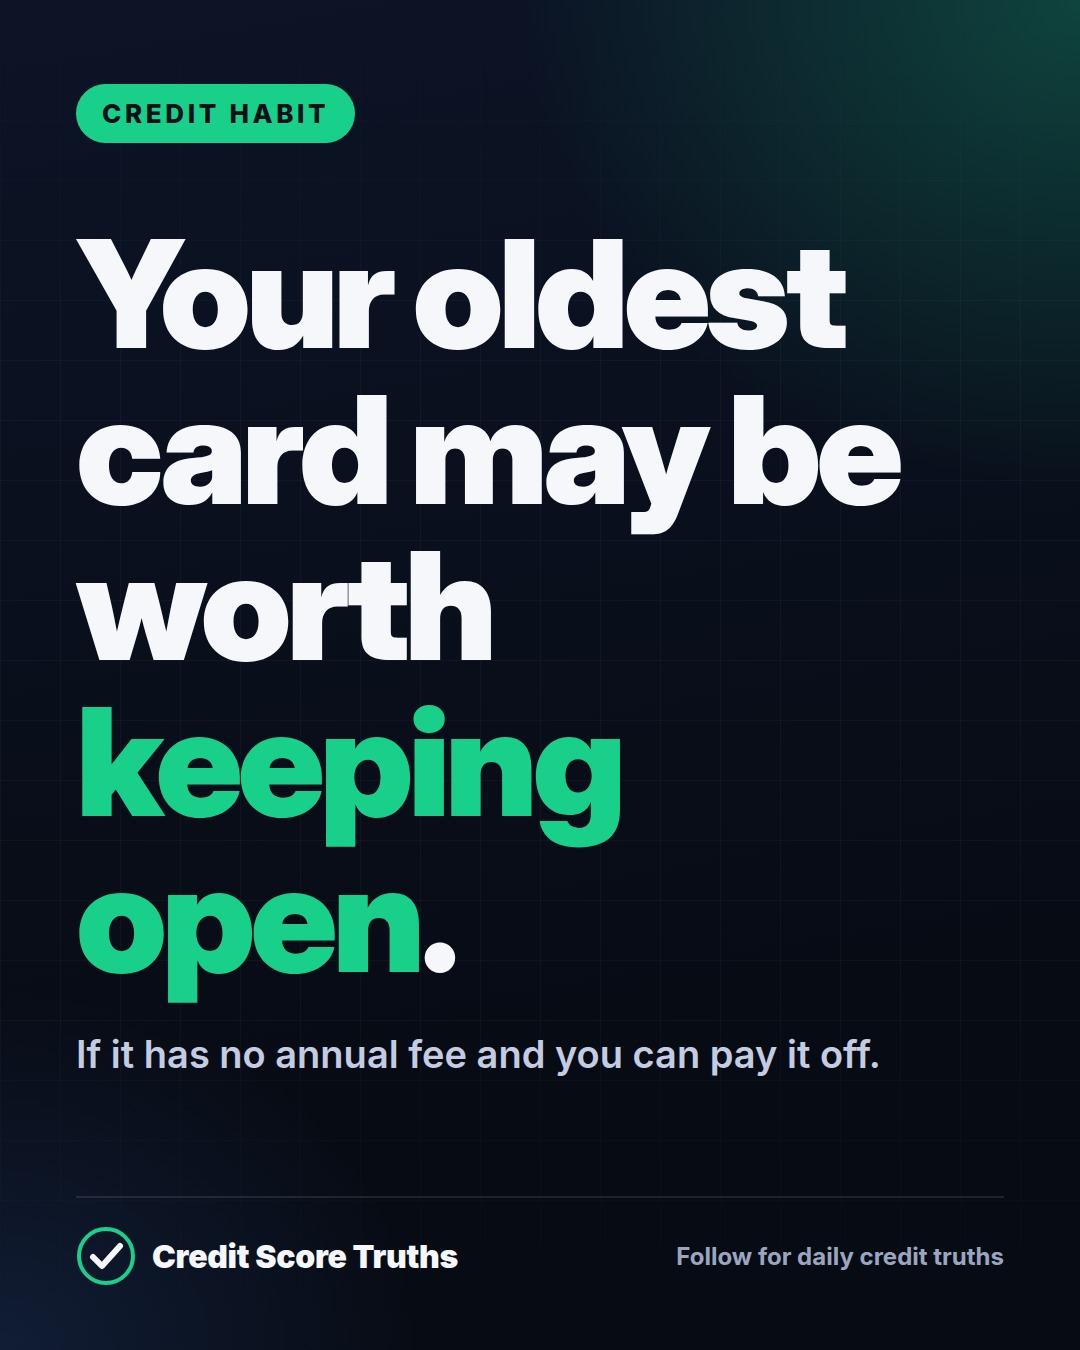 CREDIT HABIT
Your oldest
card may be
worth
keeping
open.
If it has no annual fee and you can pay it off.
Credit Score Truths
Follow for daily credit truths